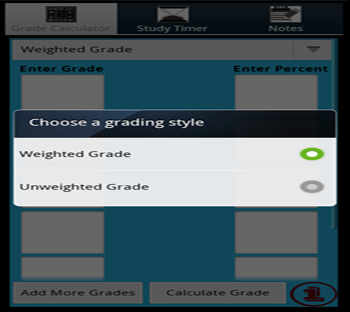 Grade Calculator Study Timer Notes
Weighted Grade
Enter Grade Enter Percent
Choose a grading style
Weighted Grade
Unweighted Grade
Add More Grades Calculate Grade